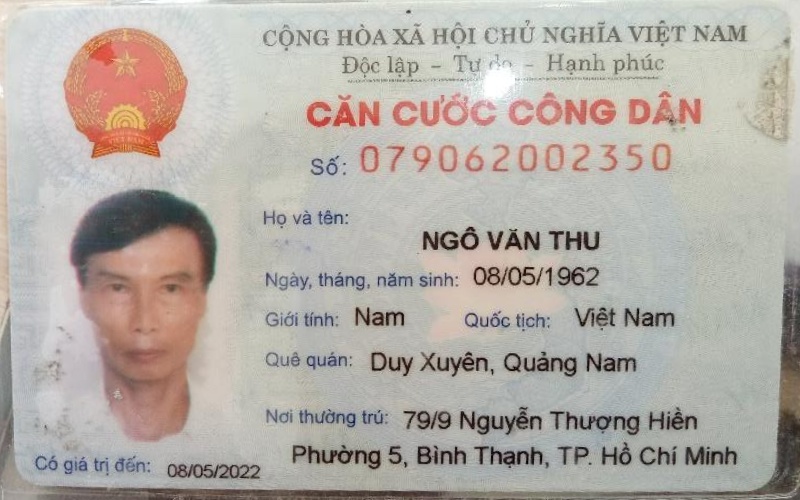 CỘNG HÒA XÃ HỘI CHỦ NGHĨA VIỆT NAM
Độc lập - Tự do - Hạnh phúc
CĂN CƯỚC CÔNG DÂN
Số: 079062002350
Họ và tên:
NGÔ VĂN THU
Ngày, tháng, năm sinh: 08/05/1962
Giới tính: Nam Quốc tịch: Việt Nam
Quê quán: Duy Xuyên, Quảng Nam
Nơi thường trú: 79/9 Nguyễn Thượng Hiền
Phường 5, Bình Thạnh, TP. Hồ Chí Minh
Có giá trị đến: 08/05/2022